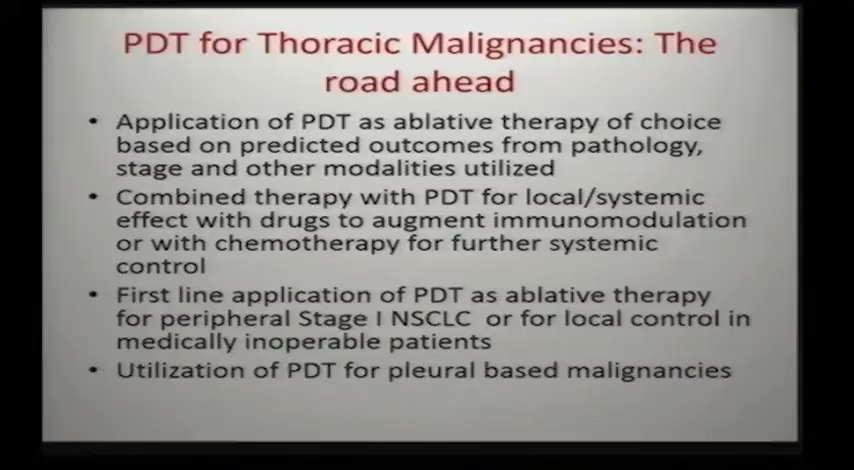 PDT for Thoracic Malignancies: The
road ahead
• Application of PDT as ablative therapy of choice
based on predicted outcomes from pathology,
stage and other modalities utilized
• Combined therapy with PDT for local/systemic
effect with drugs to augment immunomodulation
or with chemotherapy for further systemic
control
• First line application of PDT as ablative therapy
for peripheral Stage I NSCLC or for local control in
medically inoperable patients
• Utilization of PDT for pleural based malignancies